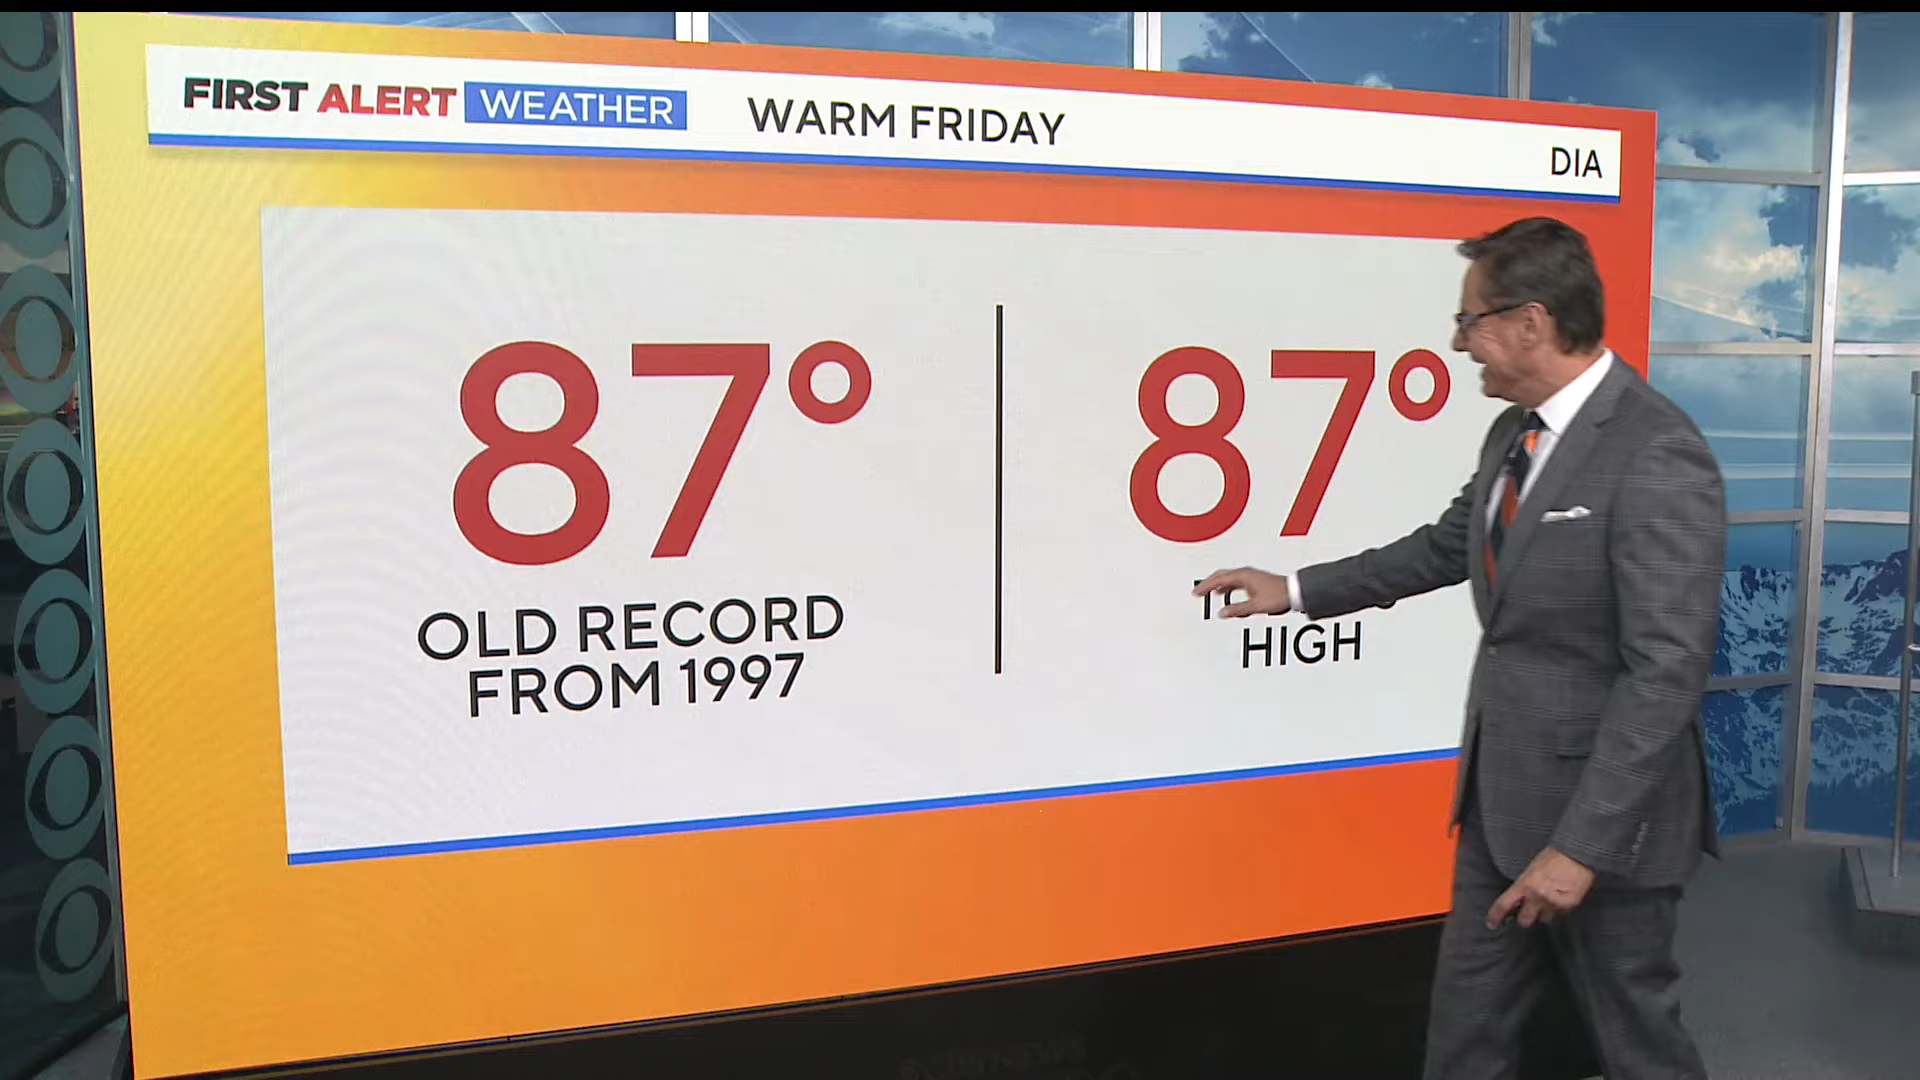 FIRST ALERT WEATHER WARM FRIDAY
DIA
87°
OLD RECORD
FROM 1997
87°
HIGH